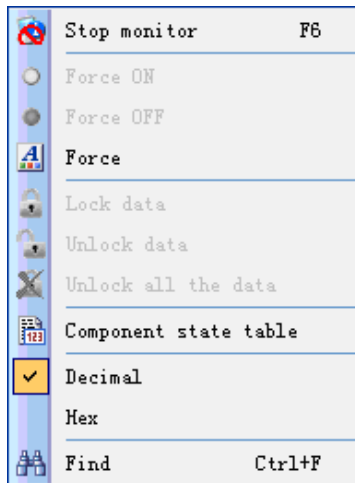 Stop monitor F6
Force ON
Force OFF
Force
Lock data
Unlock data
Unlock all the data
Component state table
Decimal
Hex
Find Ctrl+F